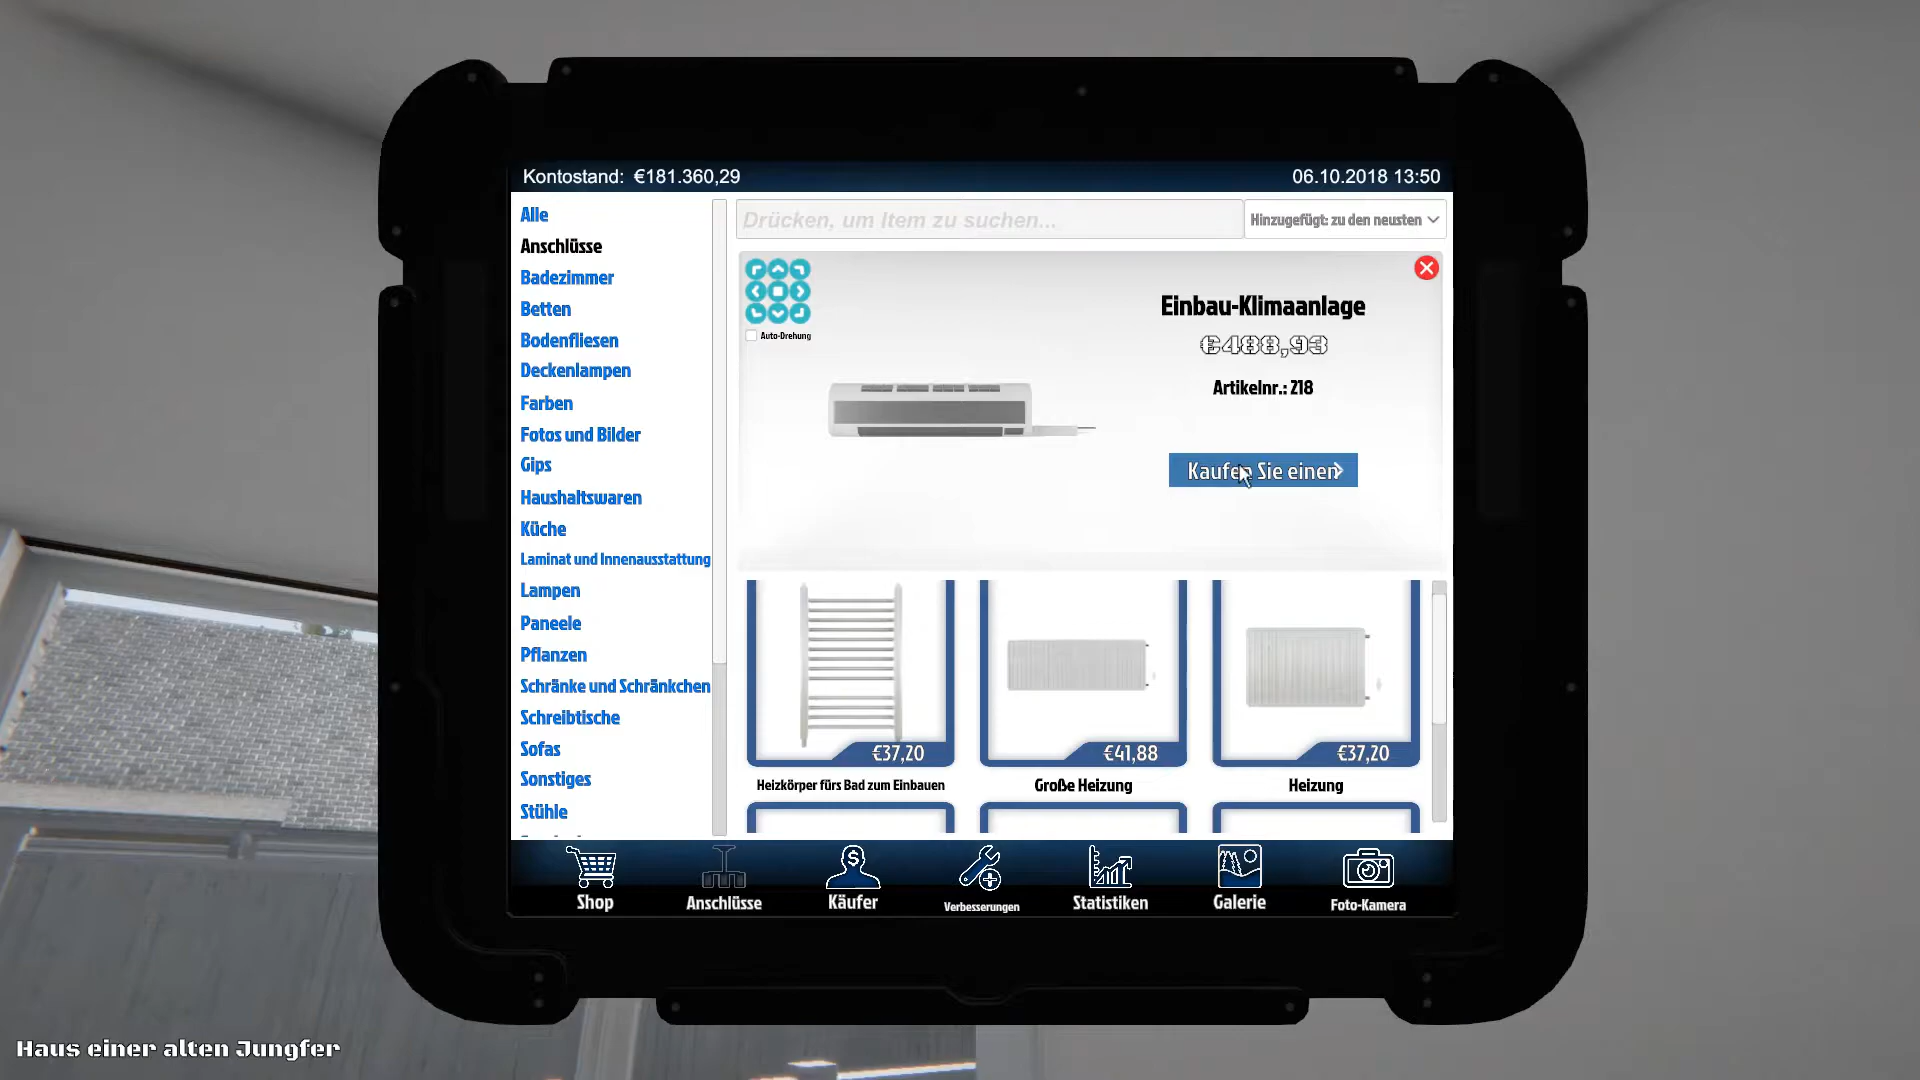 Kontostand: €181.360,29
06.10.2018 13:50
Alle
Anschlüsse
Badezimmer
Betten
Bodenfliesen
Deckenlampen
Farben
Fotos und Bilder
Gips
Haushaltswaren
Küche
Laminat und Innenausstattung
Lampen
Paneele
Pflanzen
Schränke und Schränkchen
Schreibtische
Sofas
Sonstiges
Stühle
Drücken, um Item zu suchen...
Hinzugefügt: zu den neusten
Auto-Drehung
Einbau-Klimaanlage
€488,93
Artikelnr.: 218
Kaufen Sie einen
€37,20
€41,88
€37,20
Heizkörper fürs Bad zum Einbauen
Große Heizung
Heizung
Shop
Anschlüsse
Käufer
Verbesserungen
Statistiken
Galerie
Foto-Kamera
Haus einer alten Jungfer